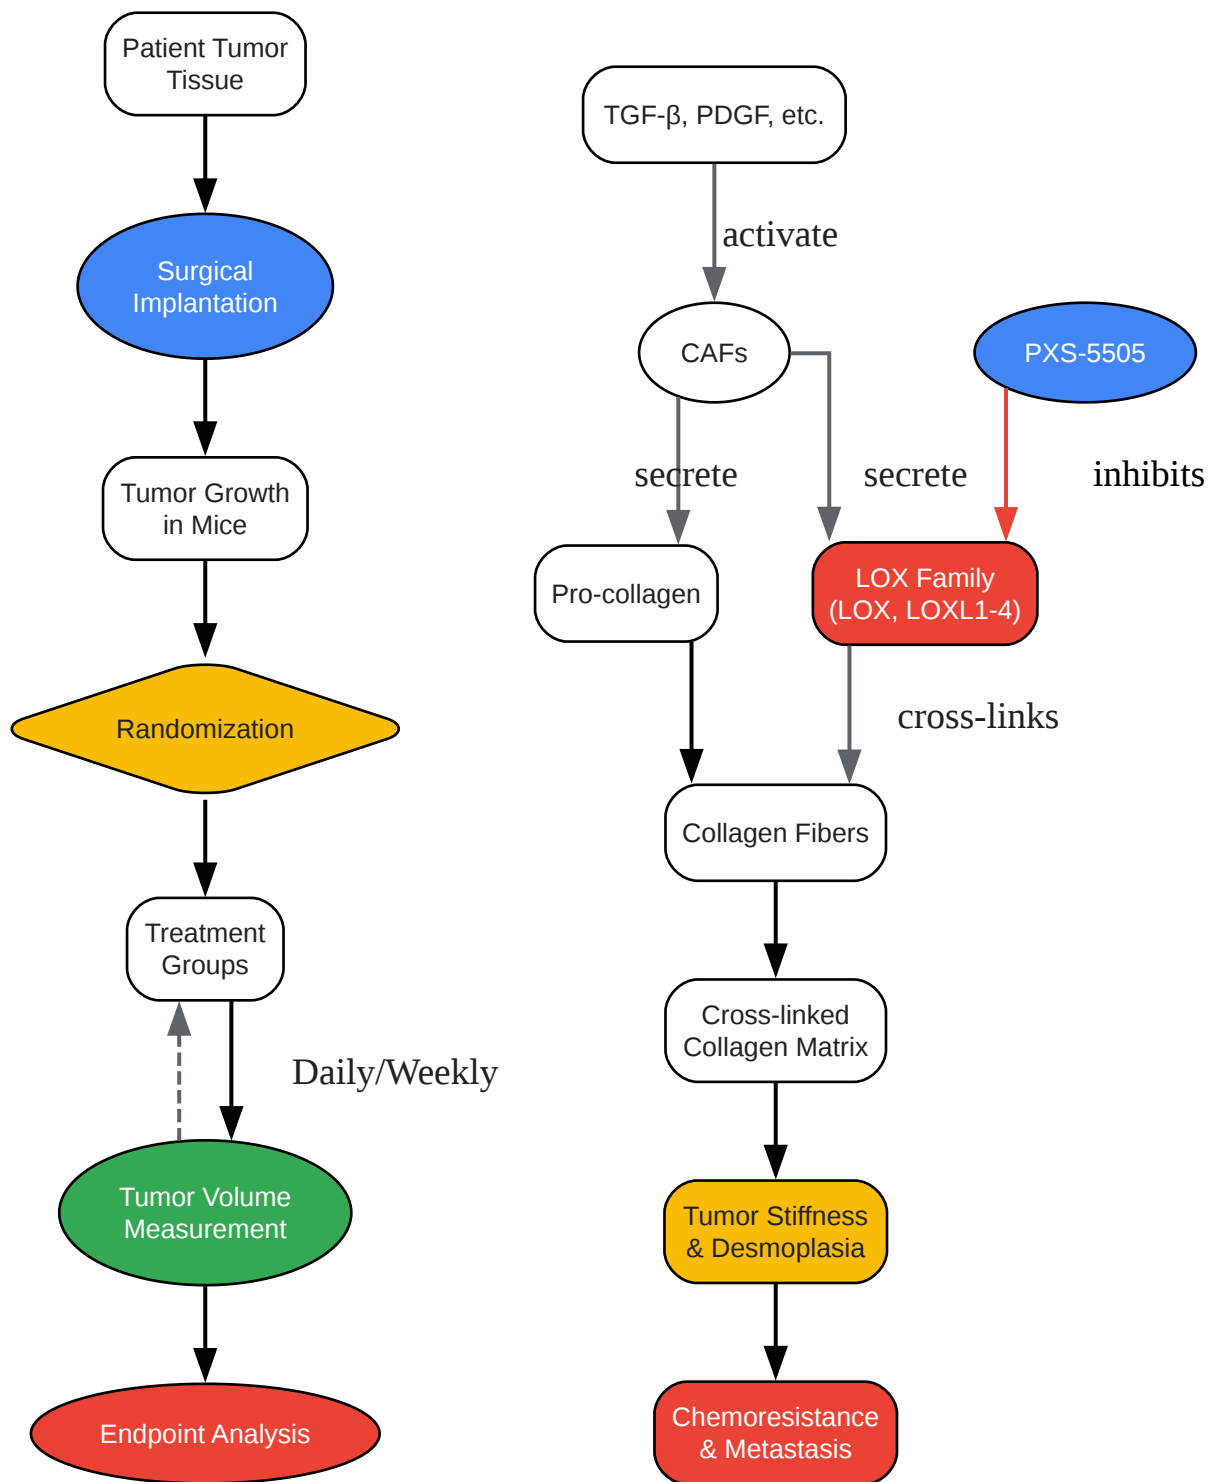 Patient Tumor
Tissue
Surgical
Implantation
Tumor Growth
in Mice
Randomization
Treatment
Groups
Daily/Weekly
Tumor Volume
Measurement
Endpoint Analysis
TGF-β, PDGF, etc.
activate
CAFs
PXS-5505
secrete
secrete
inhibits
Pro-collagen
LOX Family
(LOX, LOXL1-4)
cross-links
Collagen Fibers
Cross-linked
Collagen Matrix
Tumor Stiffness
& Desmoplasia
Chemoresistance
& Metastasis